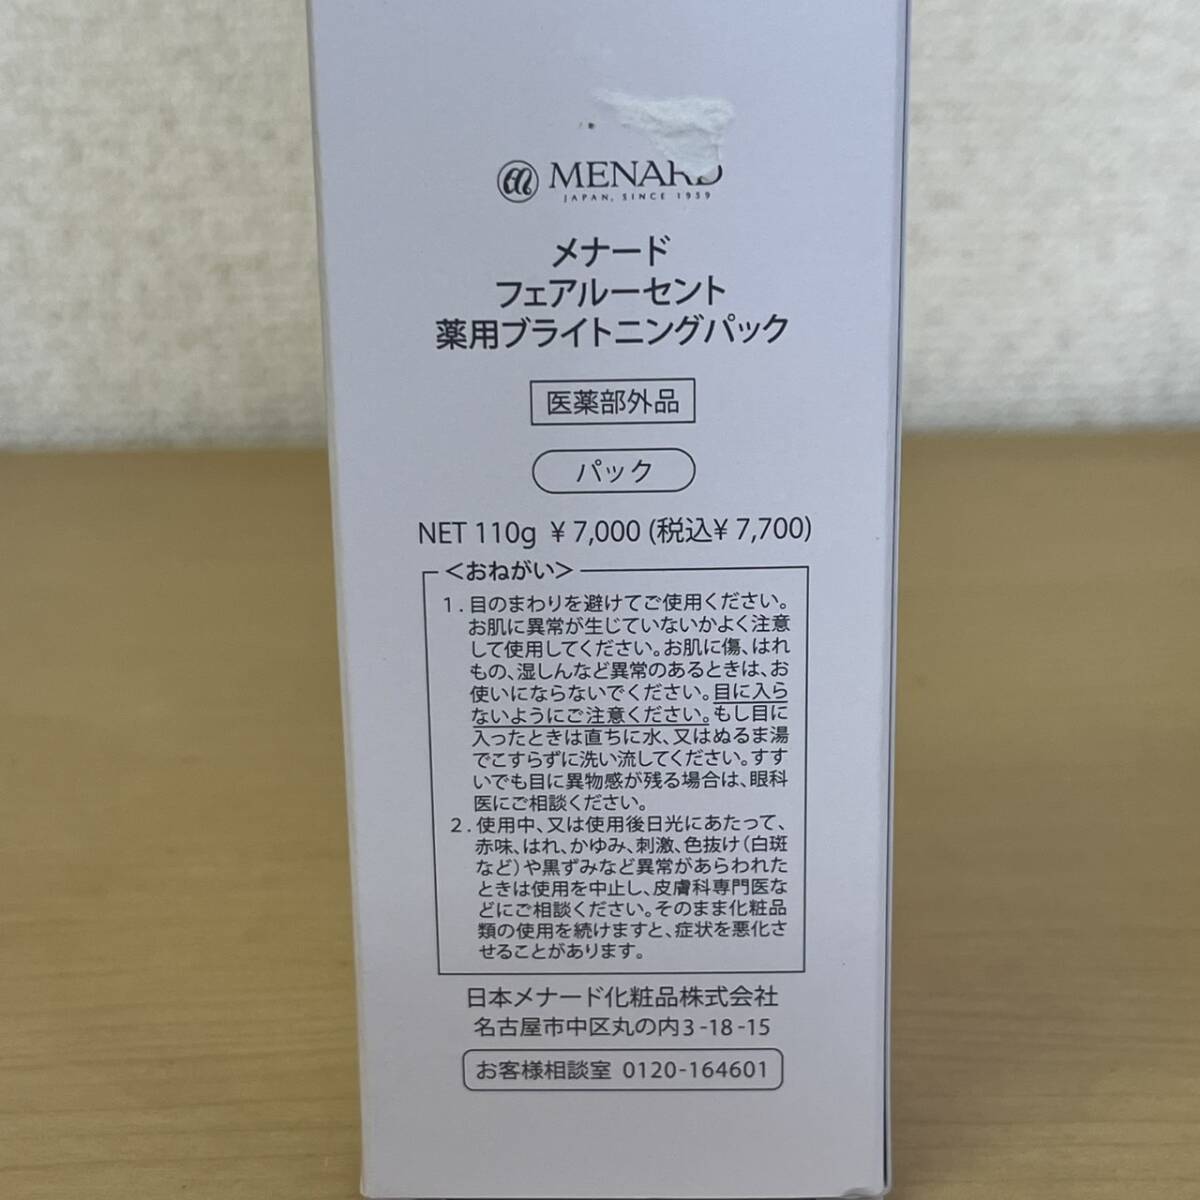 MENARD
JAPAN, SINCE 1959
メナード
フェアルーセント
薬用ブライトニングパック
医薬部外品
パック
NET 110g ¥7,000 (税込¥7,700)
<おねがい>
1.目のまわりを避けてご使用ください。
お肌に異常が生じていないかよく注意
して使用してください。お肌に傷、はれ
もの、湿しんなど異常のあるときは、お
使いにならないでください。目に入ら
ないようにご注意ください。もし目に
入ったときは直ちに水、又はぬるま湯
でこすらずに洗い流してください。すす
いでも目に異物感が残る場合は、眼科
医にご相談ください。
2.使用中、又は使用後日光にあたって、
赤味、はれ、かゆみ、刺激、色抜け(白斑
など)や黒ずみなど異常があらわれた
ときは使用を中止し、皮膚科専門医な
どにご相談ください。そのまま化粧品
類の使用を続けますと、症状を悪化さ
せることがあります。
日本メナード化粧品株式会社
名古屋市中区丸の内3-18-15
お客様相談室 0120-164601